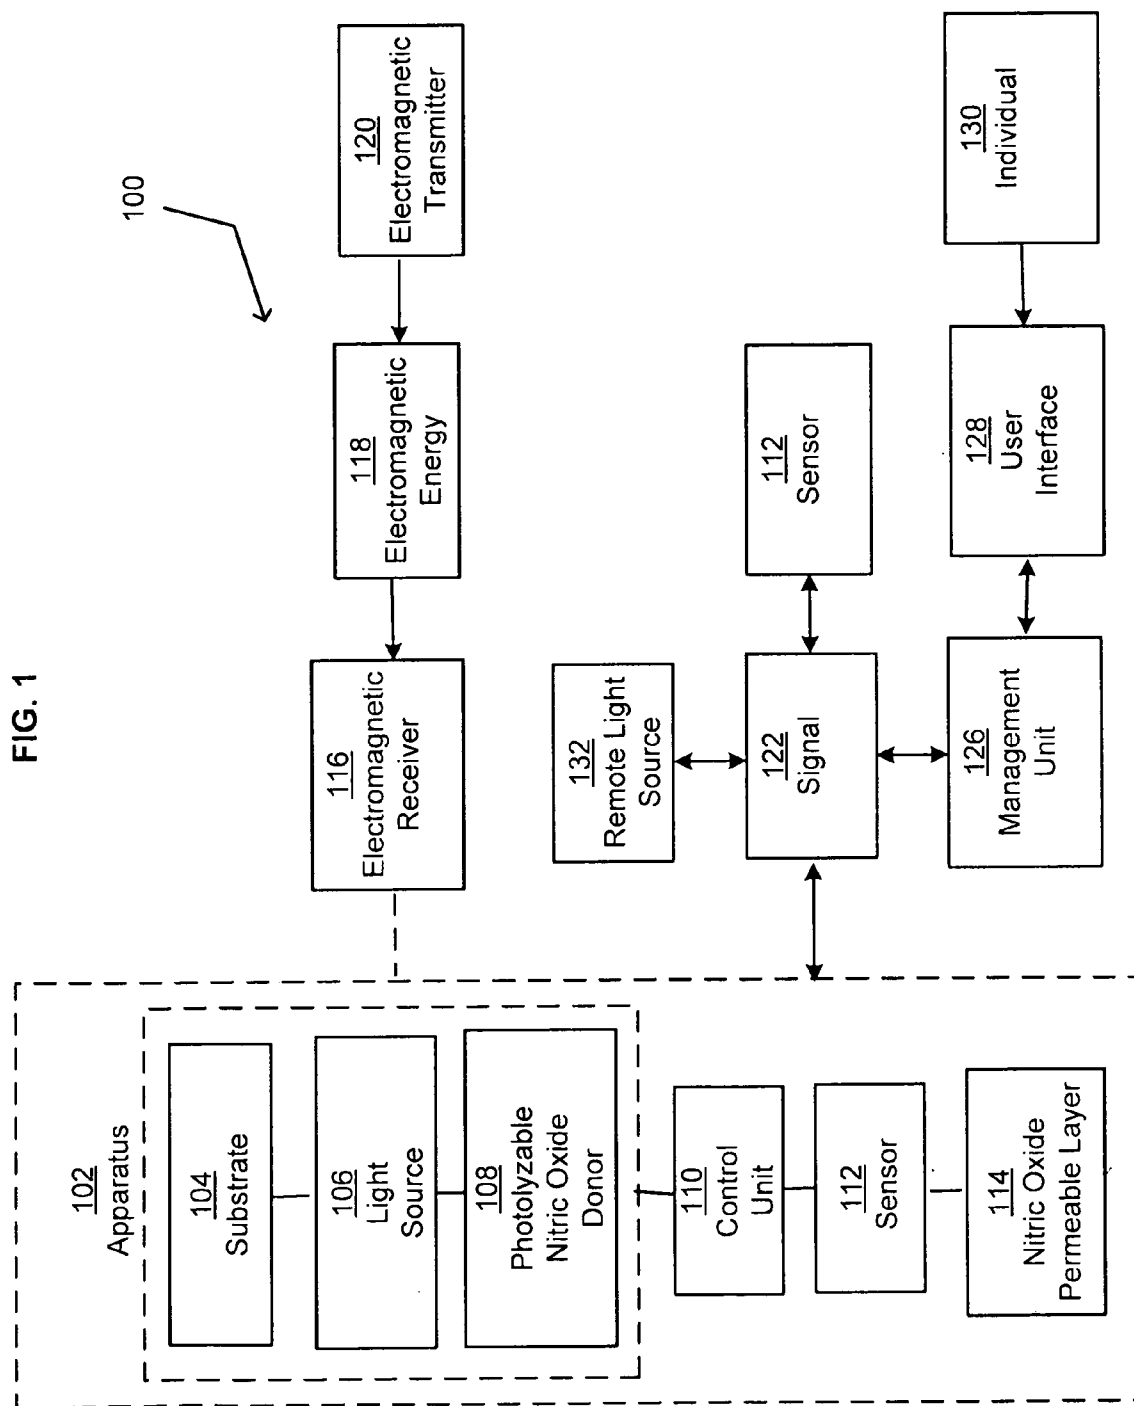 FIG. 1
100
102
Apparatus
104
Substrate
106
Light
Source
108
Photolyzable
Nitric Oxide
Donor
110
Control
Unit
112
Sensor
114
Nitric Oxide
Permeable Layer
116
Electromagnetic
Receiver
118
Electromagnetic
Energy
120
Electromagnetic
Transmitter
132
Remote Light
Source
122
Signal
112
Sensor
126
Management
Unit
128
User
Interface
130
Individual